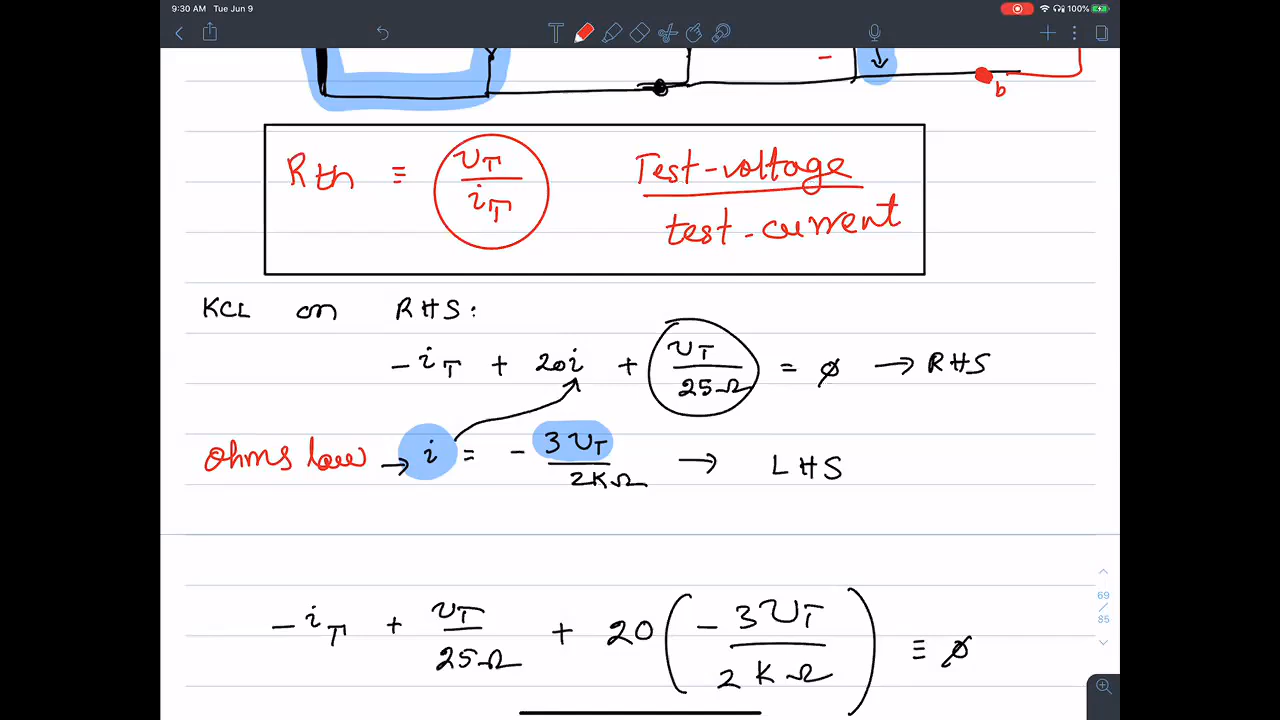 9:30 AM Tue Jun 9
100%
T
b
Rth ≡ vT / iT
Test-voltage
test-current
KCL on RHS:
-iT + 20i + vT / 25Ω = ∅ → RHS
ohms law → i = - 3vT / 2KΩ → LHS
69 / 85
-iT + vT / 25Ω + 20 ( - 3vT / 2KΩ ) ≡ ∅